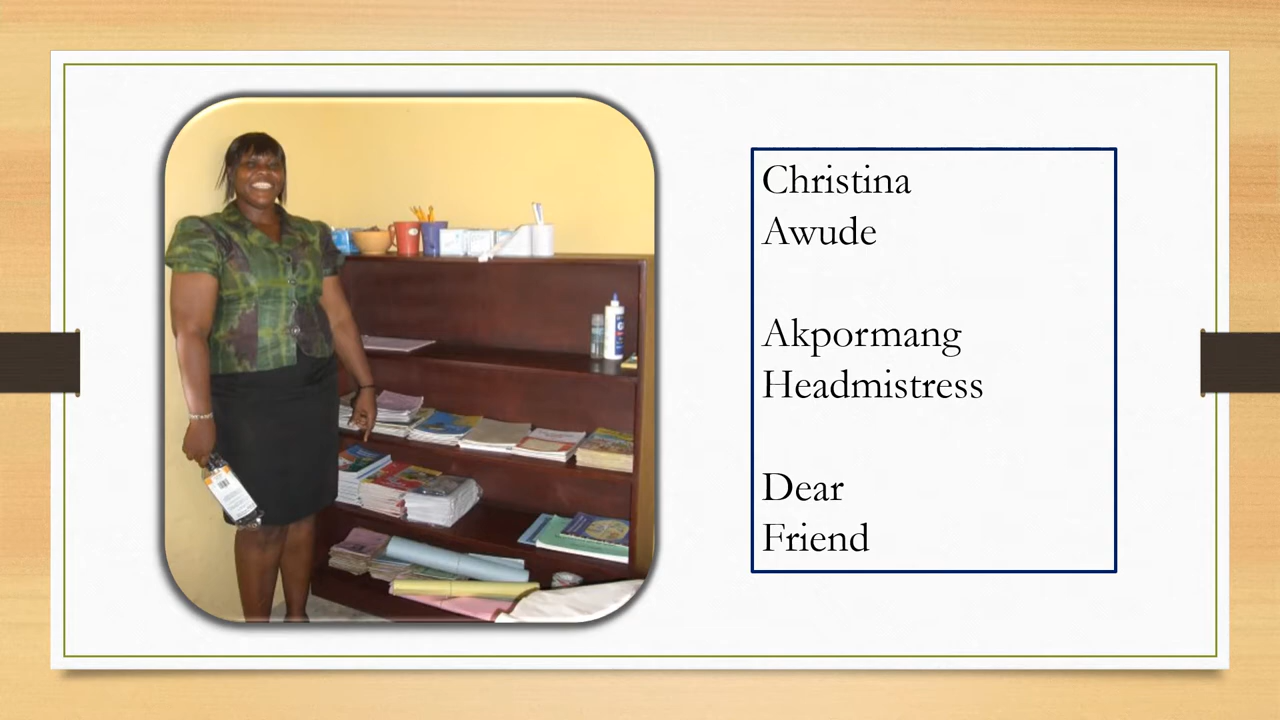 Christina
Awude
Akpormang
Headmistress
Dear
Friend